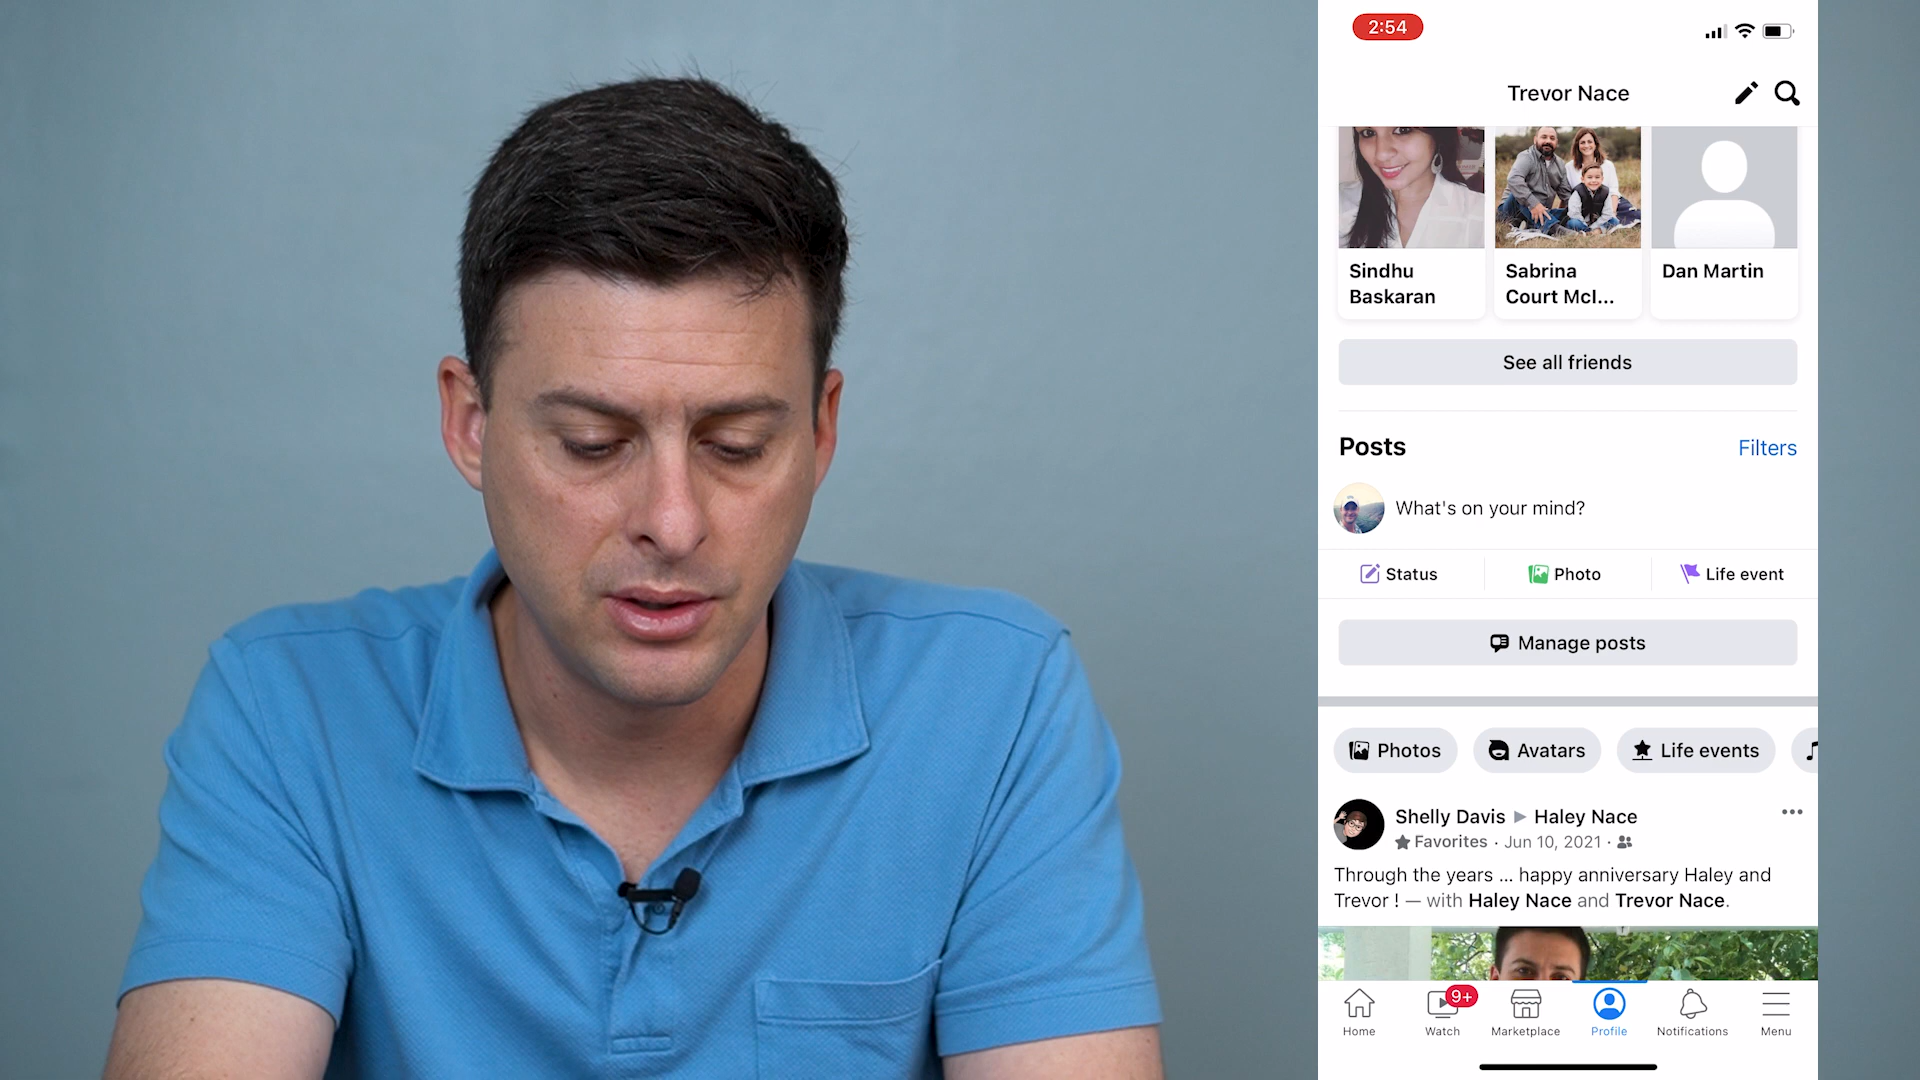 2:54
Trevor Nace
Sindhu
Baskaran
Sabrina
Court McI...
Dan Martin
See all friends
Posts
Filters
What's on your mind?
Status
Photo
Life event
Manage posts
Photos
Avatars
Life events
Shelly Davis ▶ Haley Nace
Favorites · Jun 10, 2021 ·
Through the years ... happy anniversary Haley and
Trevor ! — with Haley Nace and Trevor Nace.
9+
Home
Watch
Marketplace
Profile
Notifications
Menu